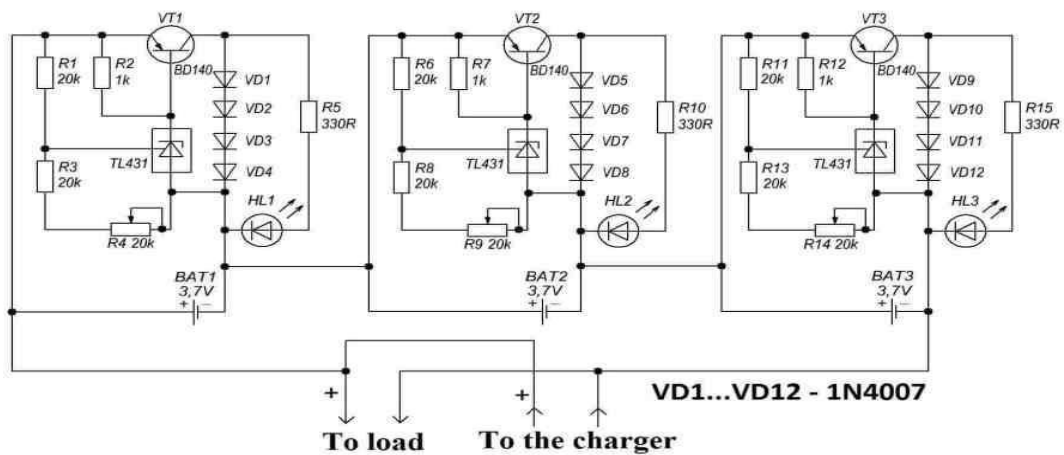 VT1
BD140
R1
20k
R2
1k
VD1
VD2
VD3
VD4
R5
330R
R3
20k
TL431
HL1
R4 20k
BAT1
3,7V
+ –
VT2
BD140
R6
20k
R7
1k
VD5
VD6
VD7
VD8
R10
330R
R8
20k
TL431
HL2
R9 20k
BAT2
3,7V
+ –
VT3
BD140
R11
20k
R12
1k
VD9
VD10
VD11
VD12
R15
330R
R13
20k
TL431
HL3
R14 20k
BAT3
3,7V
+ –
+
+
VD1...VD12 - 1N4007
To load
To the charger